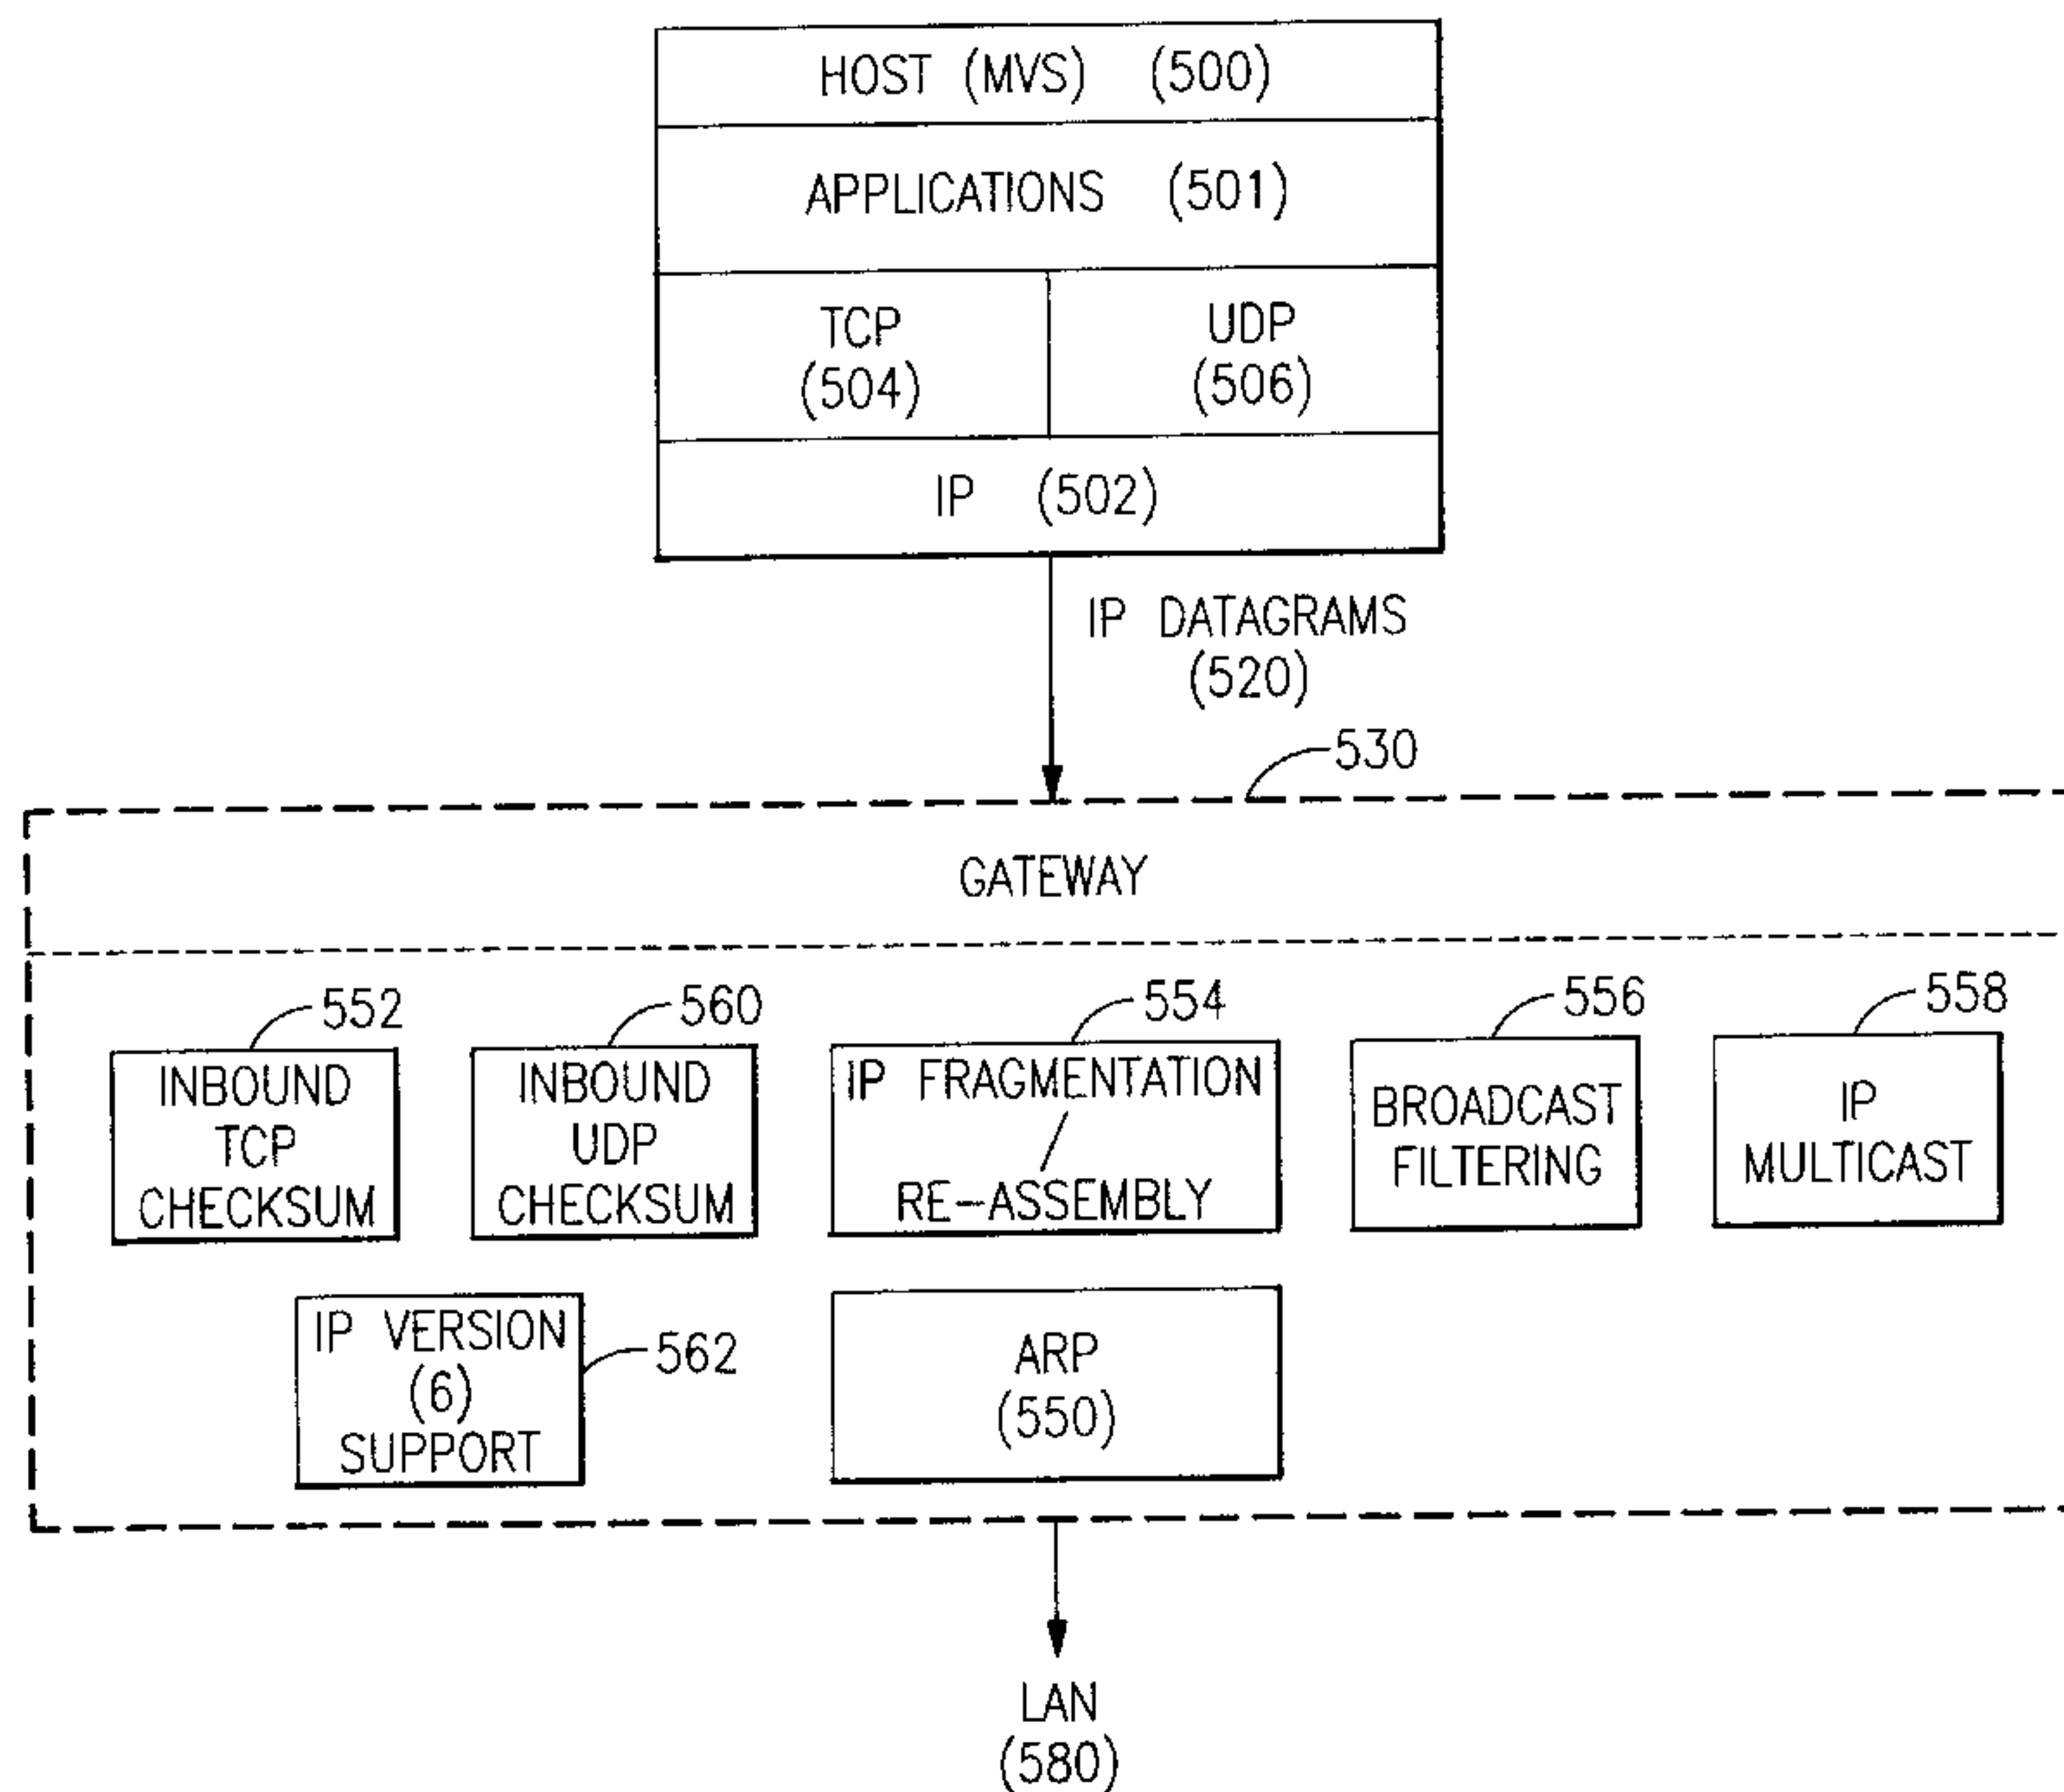 HOST (MVS) (500)
APPLICATIONS (501)
TCP
(504)
UDP
(506)
IP (502)
IP DATAGRAMS
(520)
530
GATEWAY
552
INBOUND
TCP
CHECKSUM
560
INBOUND
UDP
CHECKSUM
554
IP FRAGMENTATION
/
RE-ASSEMBLY
556
BROADCAST
FILTERING
558
IP
MULTICAST
IP VERSION
(6)
SUPPORT
562
ARP
(550)
LAN
(580)